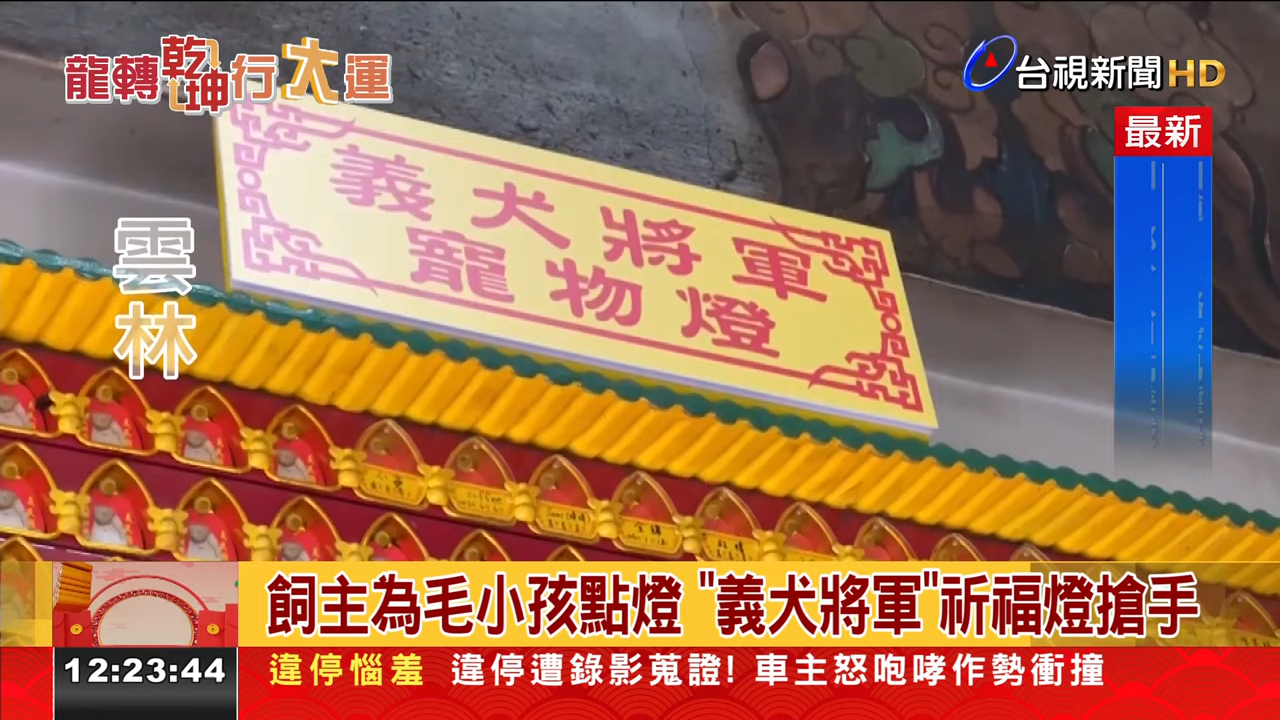 龍轉乾坤行大運
台視新聞HD
最新
雲林
義犬將軍
寵物燈
飼主為毛小孩點燈 "義犬將軍"祈福燈搶手
12:23:44
違停惱羞 違停遭錄影蒐證! 車主怒咆哮作勢衝撞